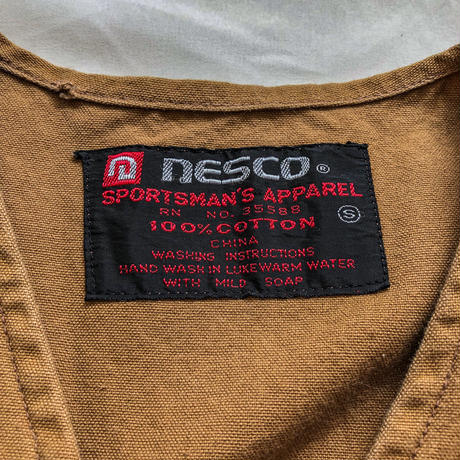 nesco®
SPORTSMAN'S APPAREL
RN NO. 35588
100% COTTON
S
CHINA
WASHING INSTRUCTIONS
HAND WASH IN LUKEWARM WATER
WITH MILD SOAP